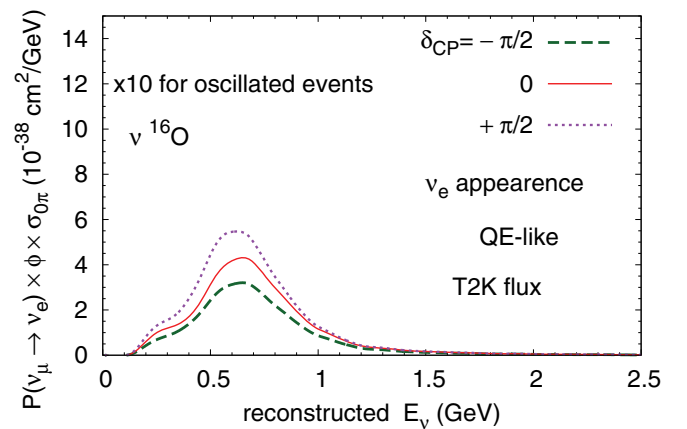 P(νμ → νe) × ϕ × σ0π (10^-38 cm^2/GeV)
14
12
10
8
6
4
2
0
δCP= − π/2
0
+ π/2
x10 for oscillated events
ν ^16O
νe appearence
QE-like
T2K flux
0 0.5 1 1.5 2 2.5
reconstructed Eν (GeV)